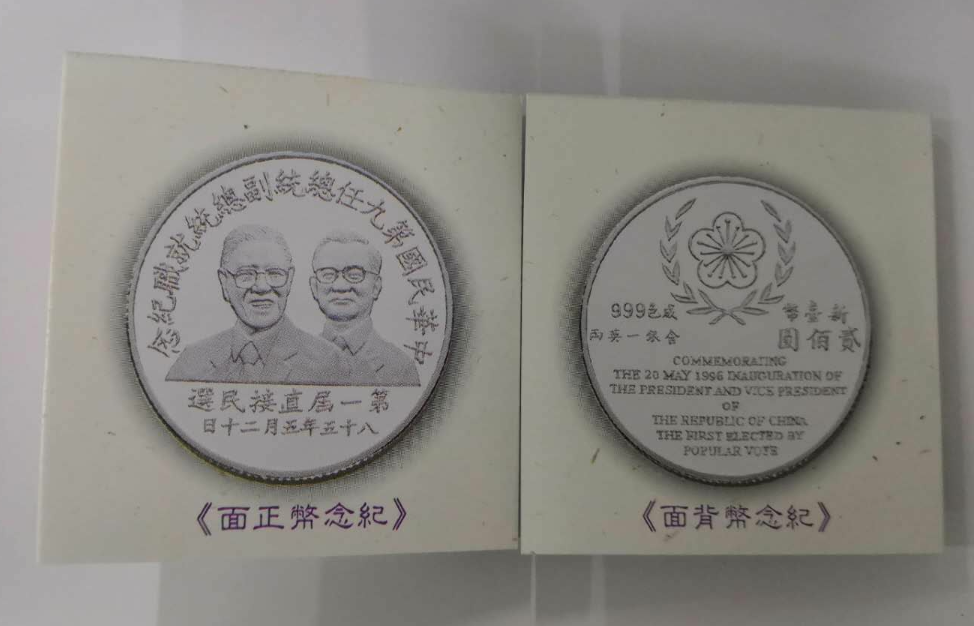 中華民國第九任總統副總統就職紀念
第一屆直接民選
八十五年五月二十日
《紀念幣正面》
新臺幣
貳佰圓
成色999
含銀一英兩
COMMEMORATING
THE 20 MAY 1996 INAUGURATION OF
THE PRESIDENT AND VICE PRESIDENT
OF
THE REPUBLIC OF CHINA
THE FIRST ELECTED BY
POPULAR VOTE
《紀念幣背面》